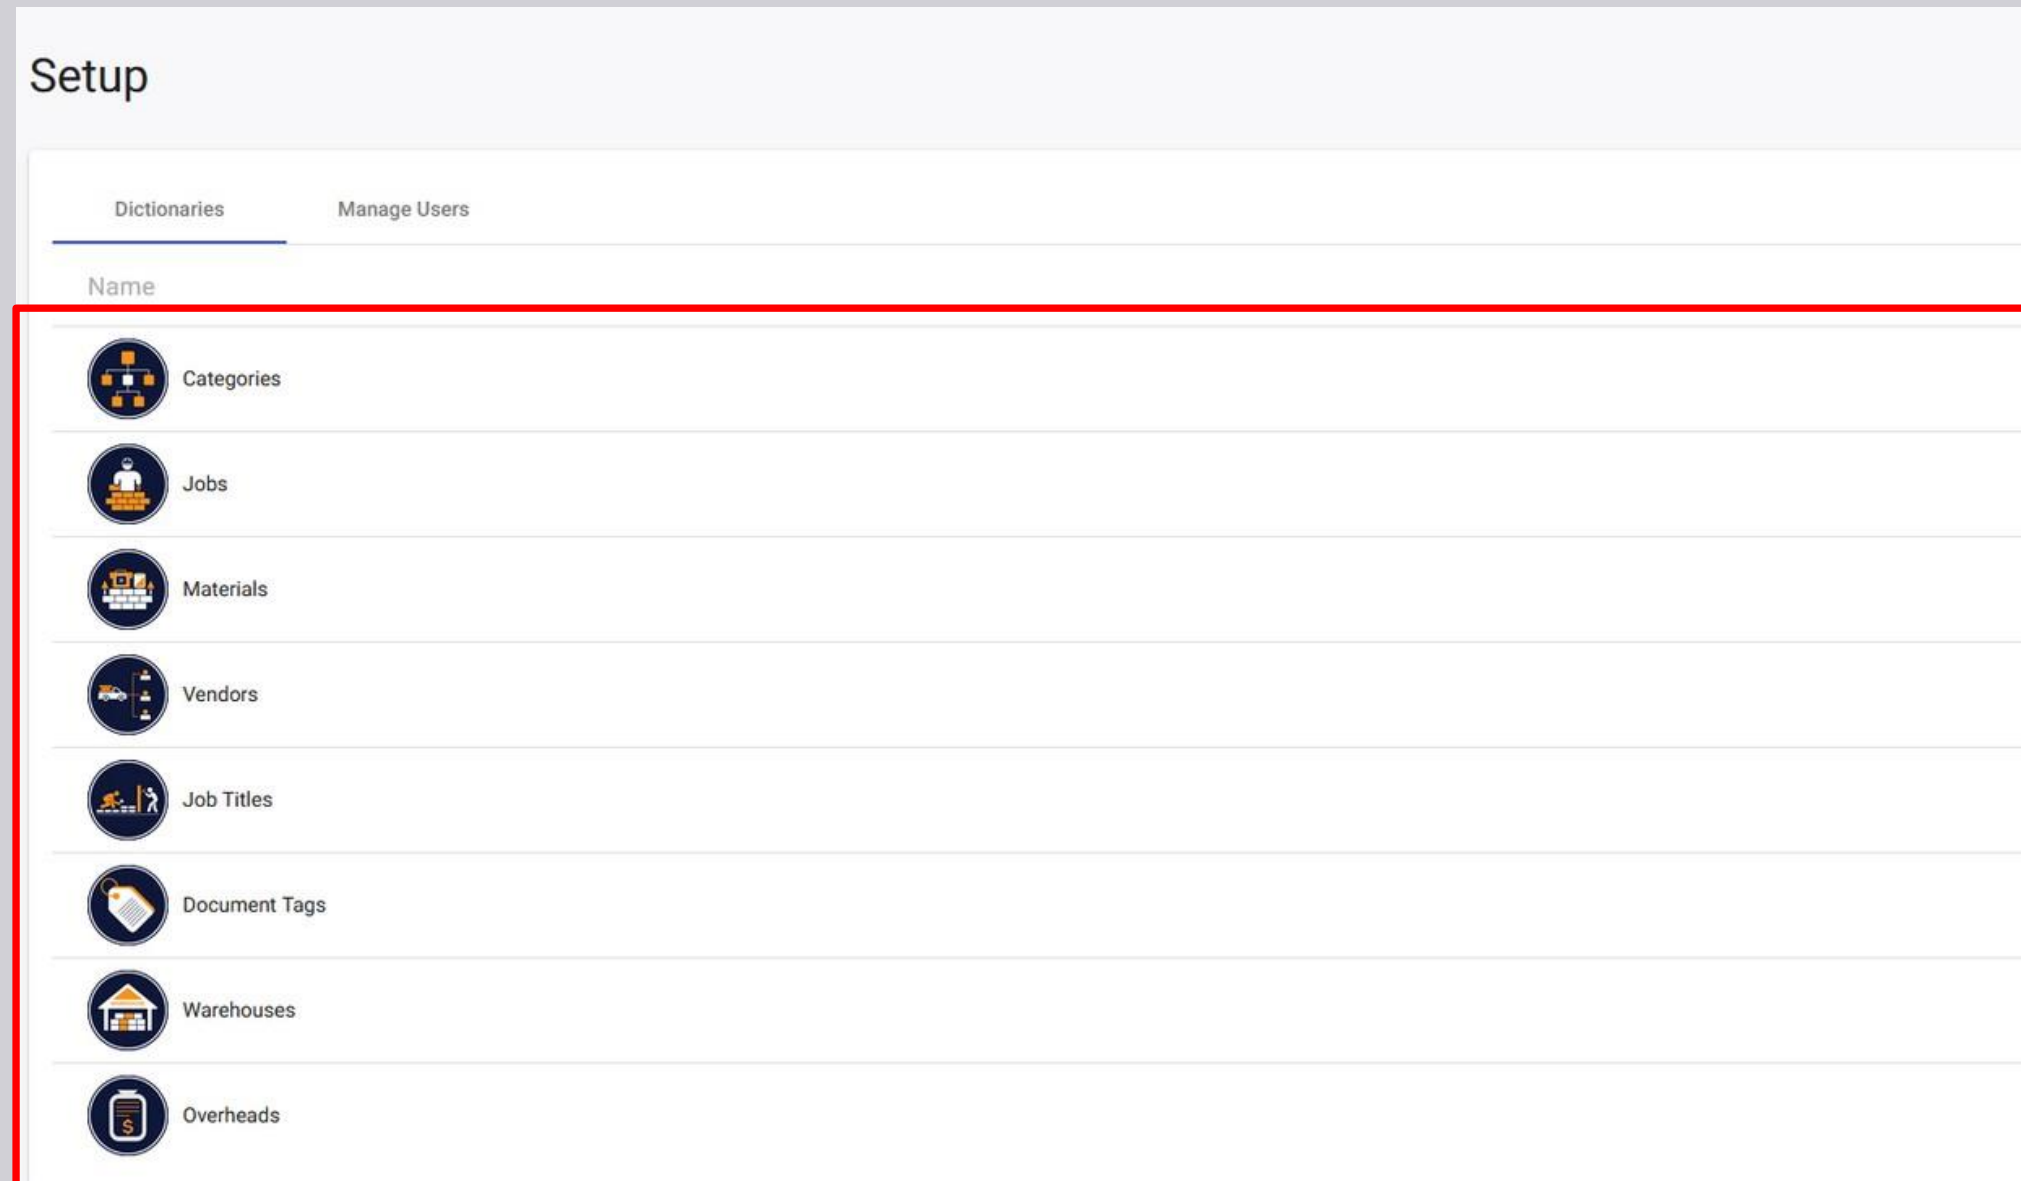 Setup
Dictionaries Manage Users
Name
Categories
Jobs
Materials
Vendors
Job Titles
Document Tags
Warehouses
$
Overheads